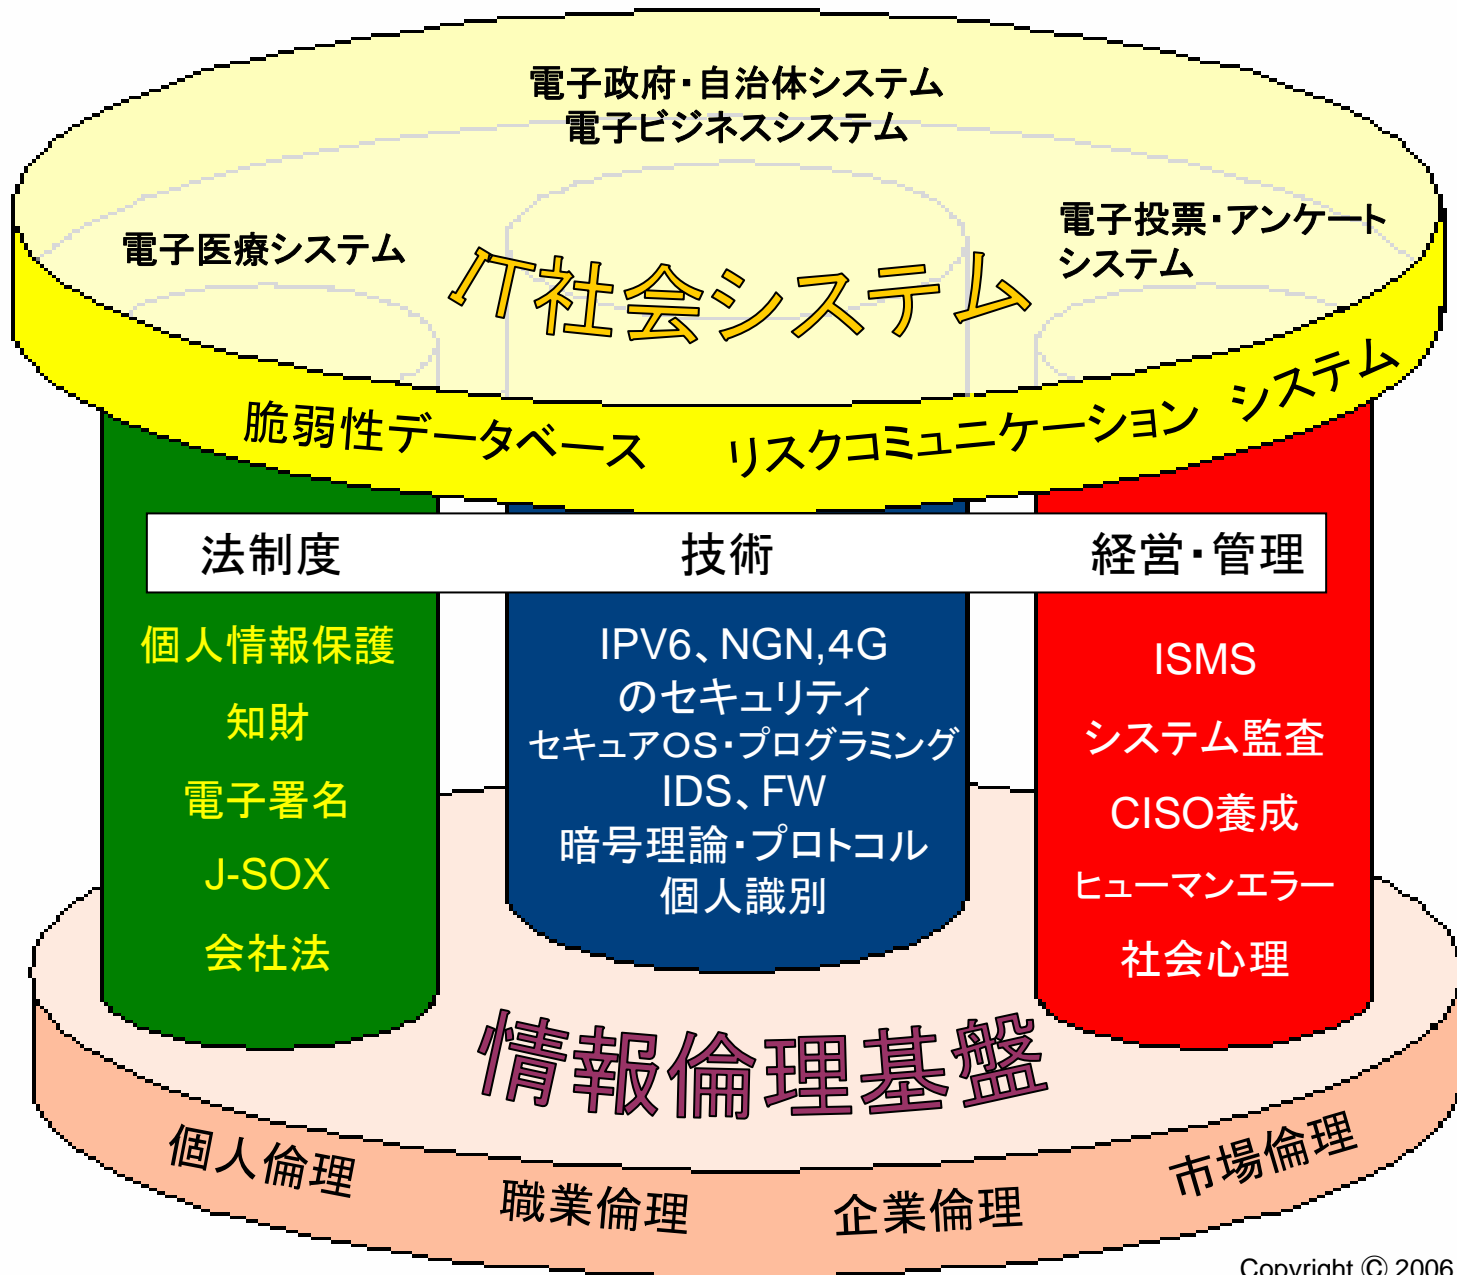 電子政府・自治体システム
電子ビジネスシステム
電子医療システム
電子投票・アンケート
システム
IT社会システム
脆弱性データベース リスクコミュニケーション システム
法制度 技術 経営・管理
個人情報保護
知財
電子署名
J-SOX
会社法
IPV6、NGN,4G
のセキュリティ
セキュアOS・プログラミング
IDS、FW
暗号理論・プロトコル
個人識別
ISMS
システム監査
CISO養成
ヒューマンエラー
社会心理
情報倫理基盤
個人倫理 職業倫理 企業倫理 市場倫理
Copyright Ⓒ 2006